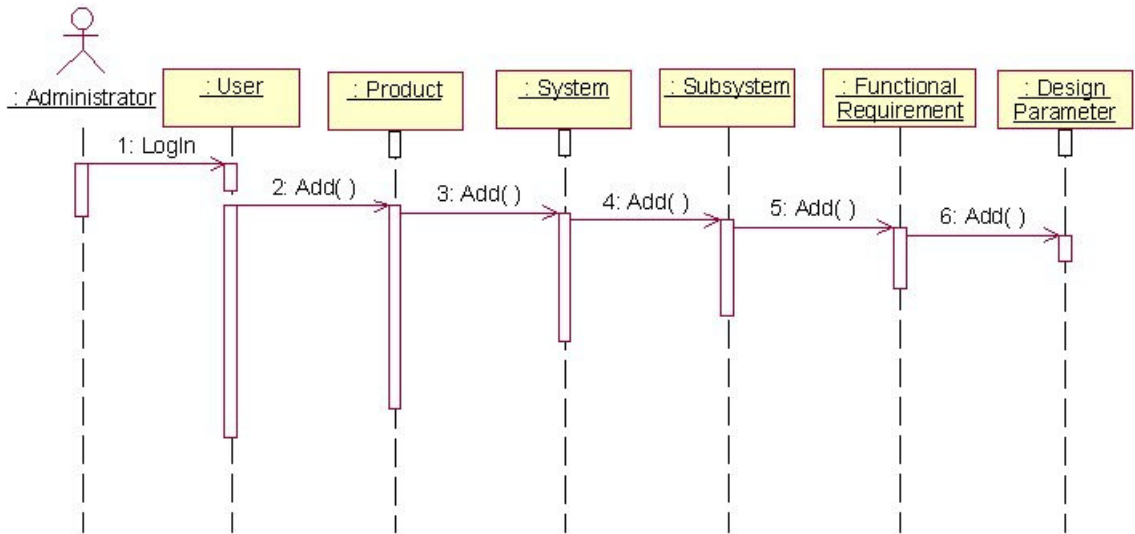 : Administrator
: User
: Product
: System
: Subsystem
: Functional
Requirement
: Design
Parameter
1: LogIn
2: Add( )
3: Add( )
4: Add( )
5: Add( )
6: Add( )